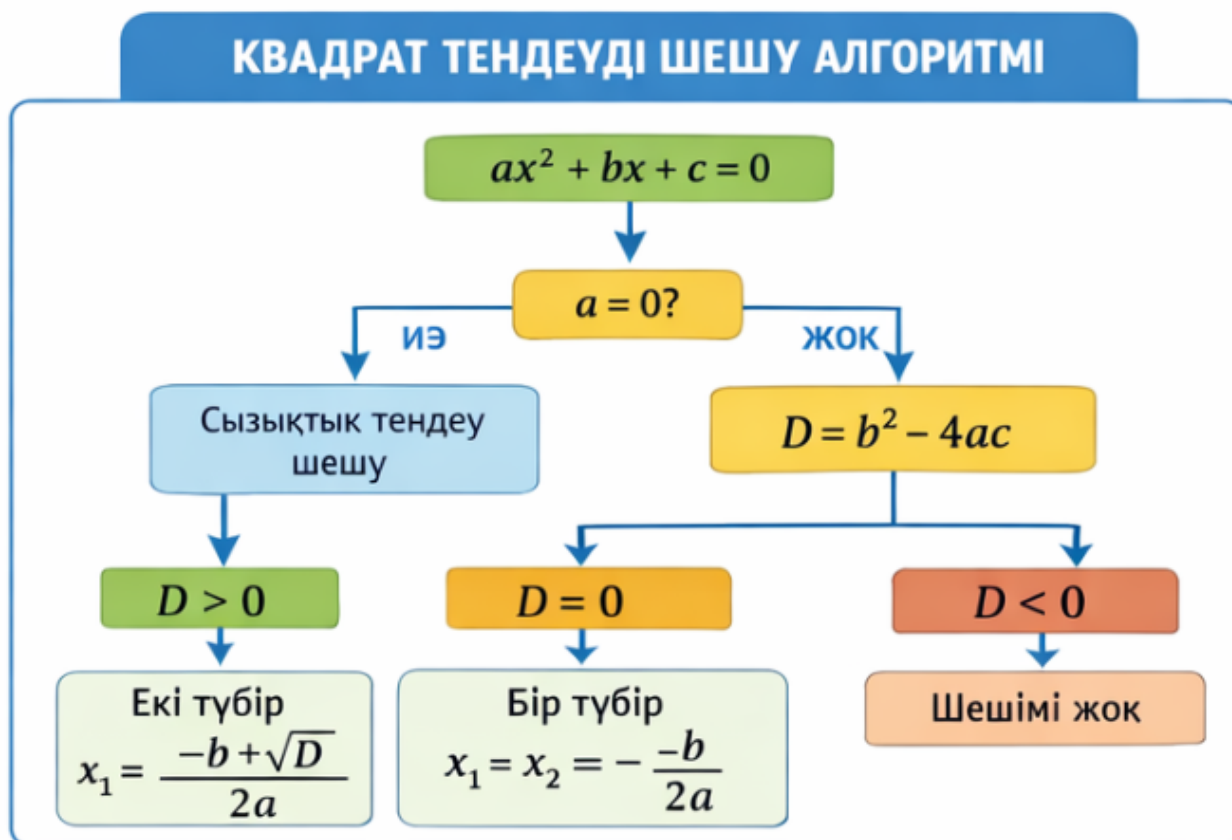 КВАДРАТ ТЕНДЕУДІ ШЕШУ АЛГОРИТМІ
ax² + bx + c = 0
a = 0?
иэ
жок
Сызықтык тендеу
шешу
D = b² − 4ac
D > 0
D = 0
D < 0
Екі түбір
x₁ = (−b + √D) / 2a
Бір түбір
x₁ = x₂ = − −b / 2a
Шешімі жоқ